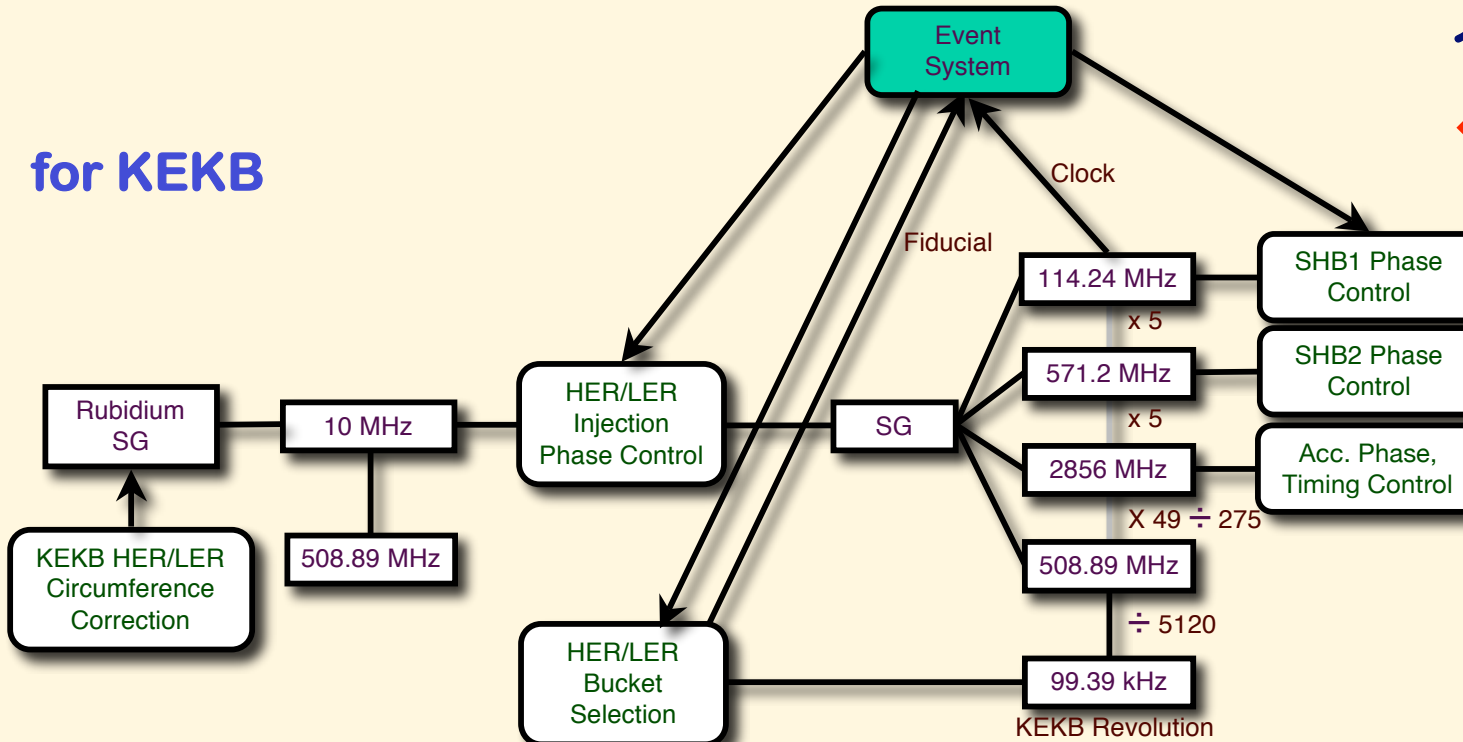 Event
System
for KEKB
Clock
Fiducial
114.24 MHz
SHB1 Phase
Control
x 5
571.2 MHz
SHB2 Phase
Control
x 5
2856 MHz
Acc. Phase,
Timing Control
X 49 ÷ 275
508.89 MHz
÷ 5120
99.39 kHz
KEKB Revolution
Rubidium
SG
10 MHz
HER/LER
Injection
Phase Control
SG
KEKB HER/LER
Circumference
Correction
508.89 MHz
HER/LER
Bucket
Selection